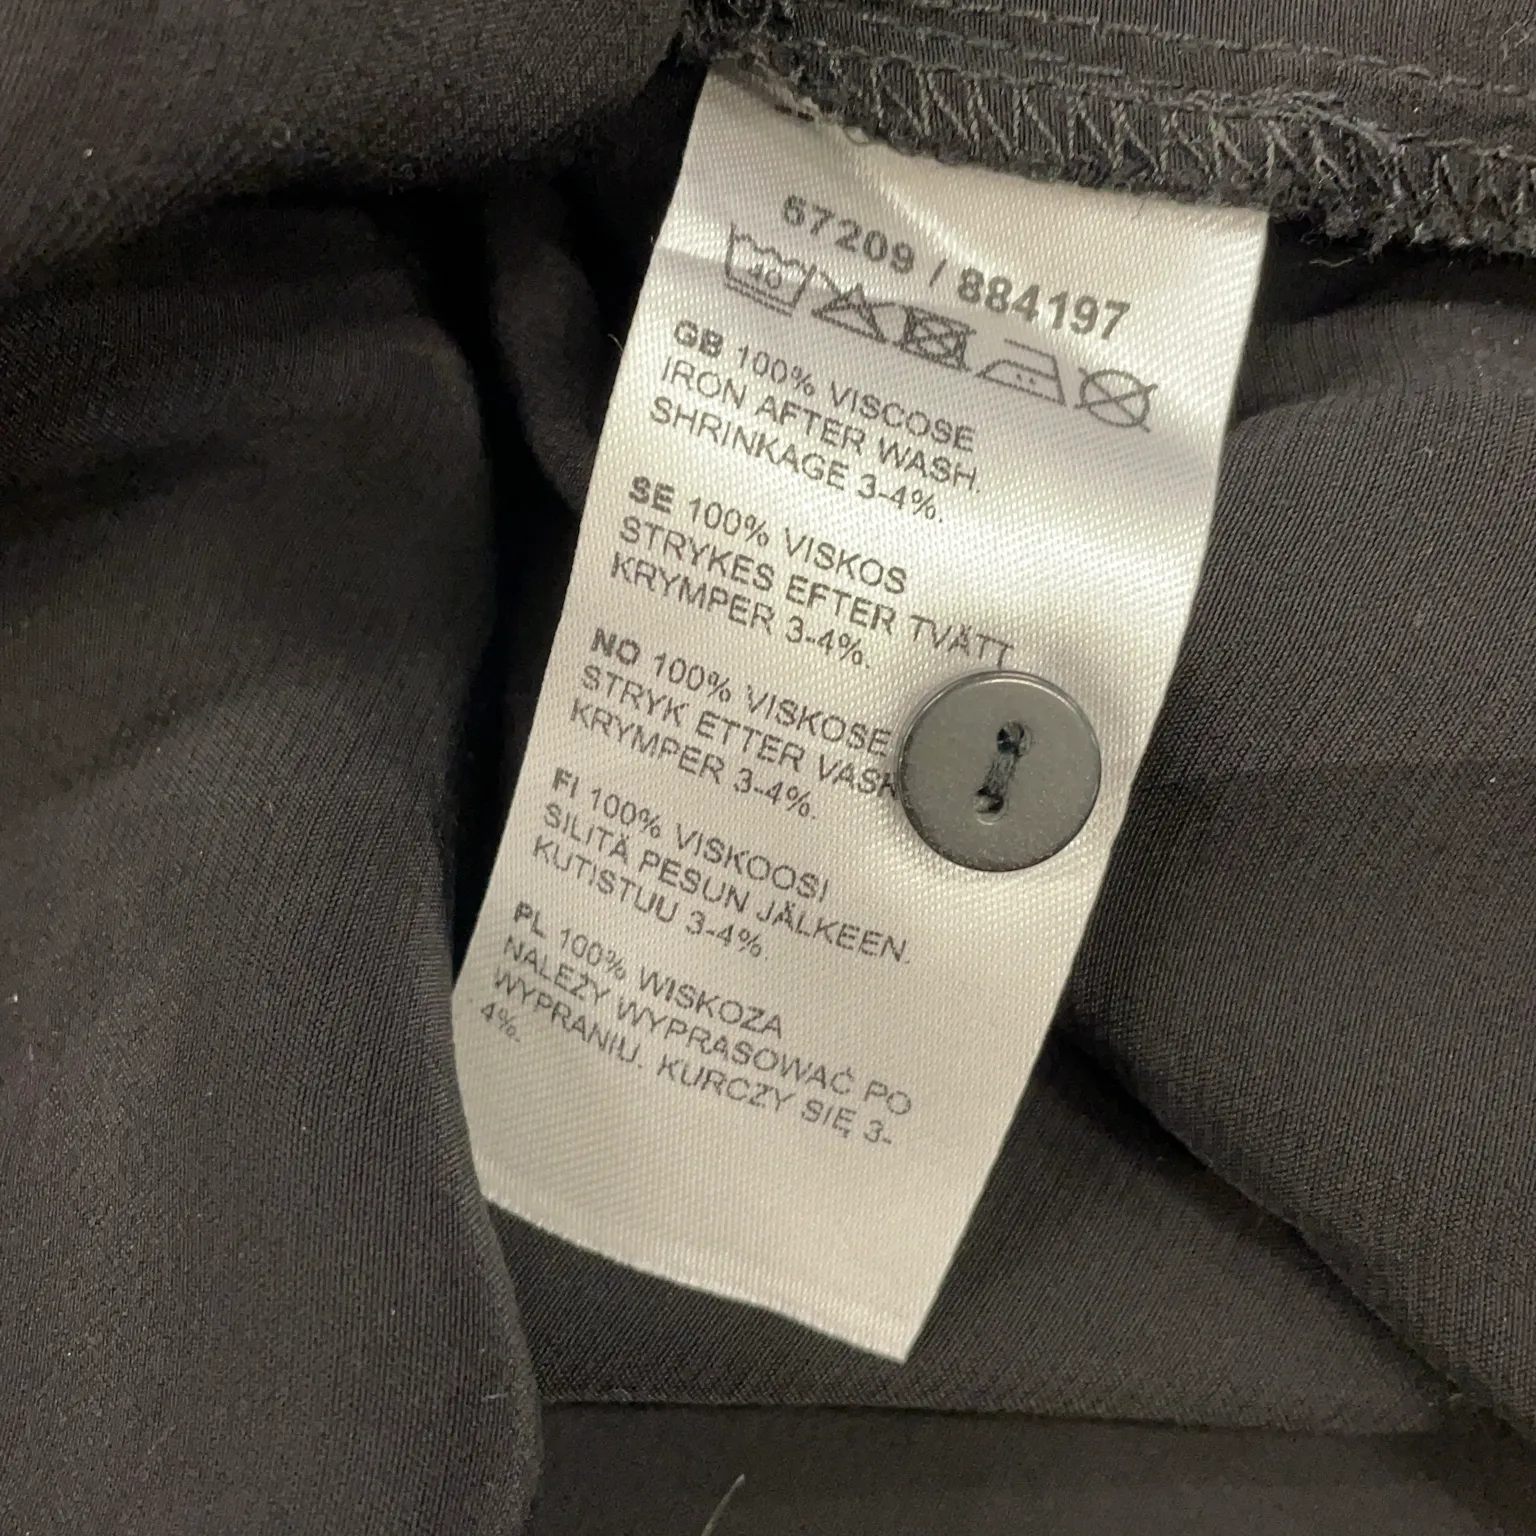 57209 / 884197
40
GB 100% VISCOSE
IRON AFTER WASH.
SHRINKAGE 3-4%.
SE 100% VISKOS
STRYKES EFTER TVÄTT
KRYMPER 3-4%.
NO 100% VISKOSE
STRYK ETTER VASK
KRYMPER 3-4%.
FI 100% VISKOOSI
SILITÄ PESUN JÄLKEEN.
KUTISTUU 3-4%.
PL 100% WISKOZA
NALEŻY WYPRASOWAĆ PO
WYPRANIU. KURCZY SIĘ 3-
4%.